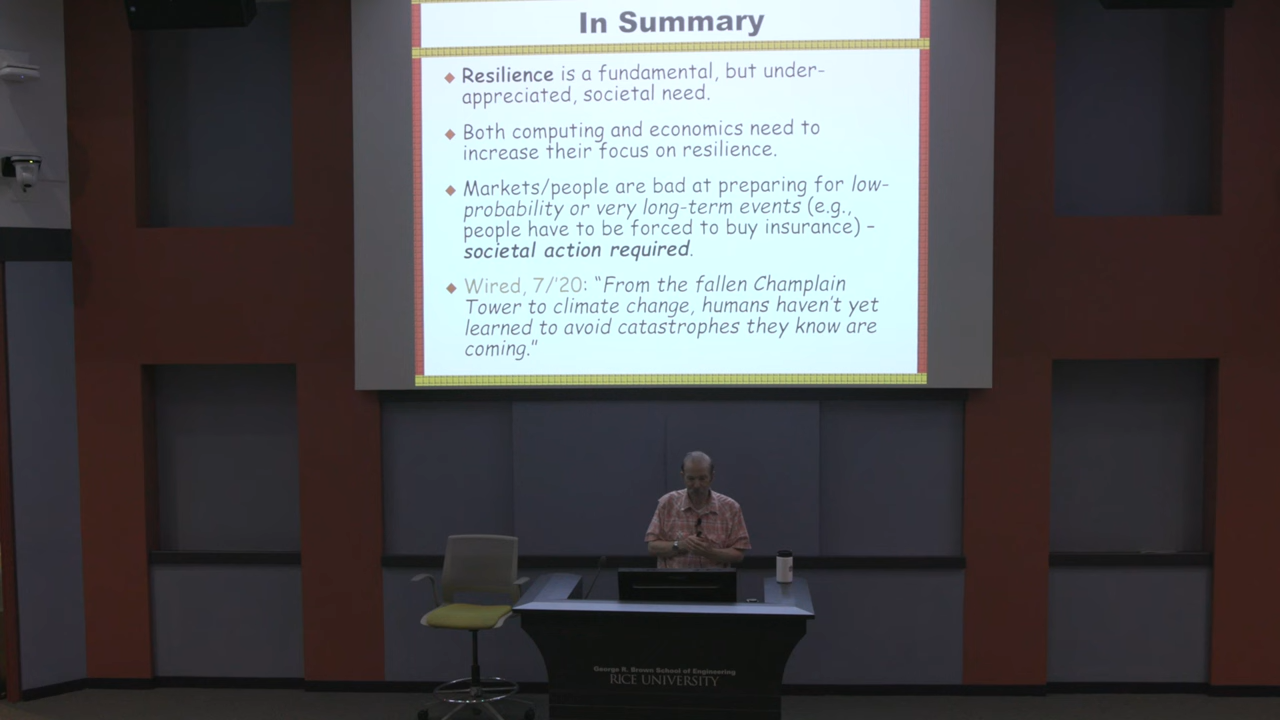 In Summary
Resilience is a fundamental, but under-
appreciated, societal need.
Both computing and economics need to
increase their focus on resilience.
Markets/people are bad at preparing for low-
probability or very long-term events (e.g.,
people have to be forced to buy insurance) –
societal action required.
Wired, 7/'20: "From the fallen Champlain
Tower to climate change, humans haven't yet
learned to avoid catastrophes they know are
coming."
George R. Brown School of Engineering
RICE UNIVERSITY